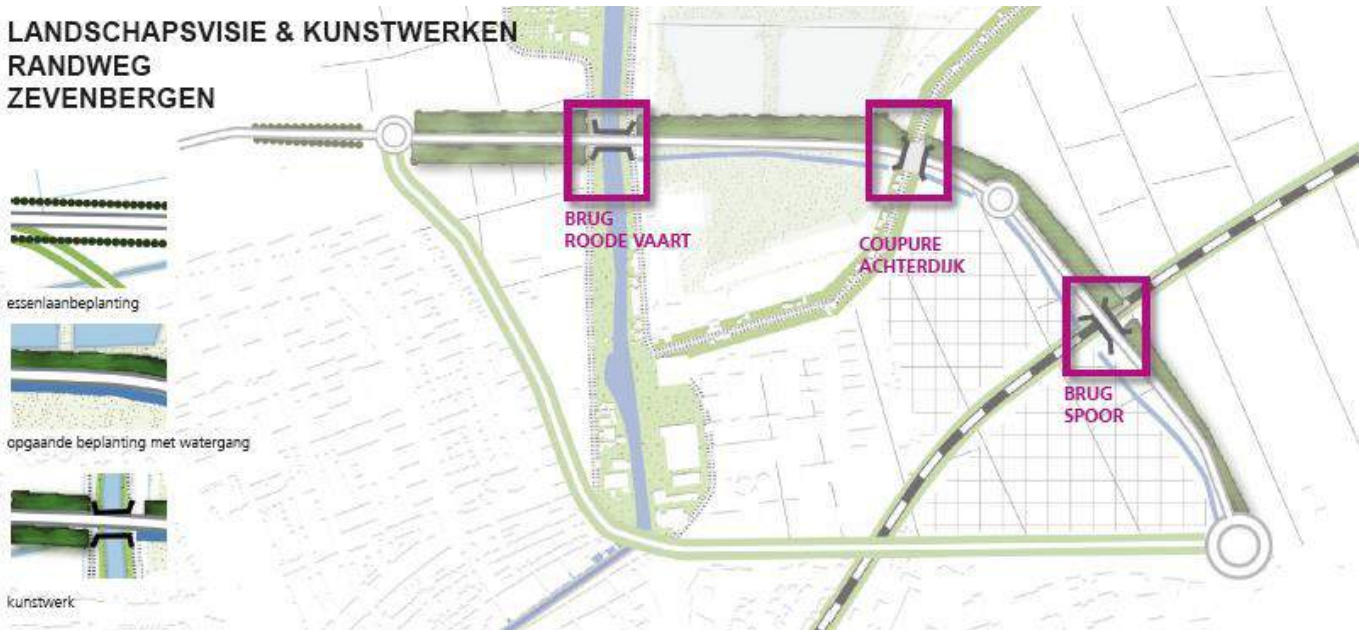 LANDSCHAPSVISIE & KUNSTWERKEN
RANDWEG
ZEVENBERGEN
BRUG
ROODE VAART
COUPURE
ACHTERDIJK
BRUG
SPOOR
essenlaanbeplanting
opgaande beplanting met watergang
kunstwerk